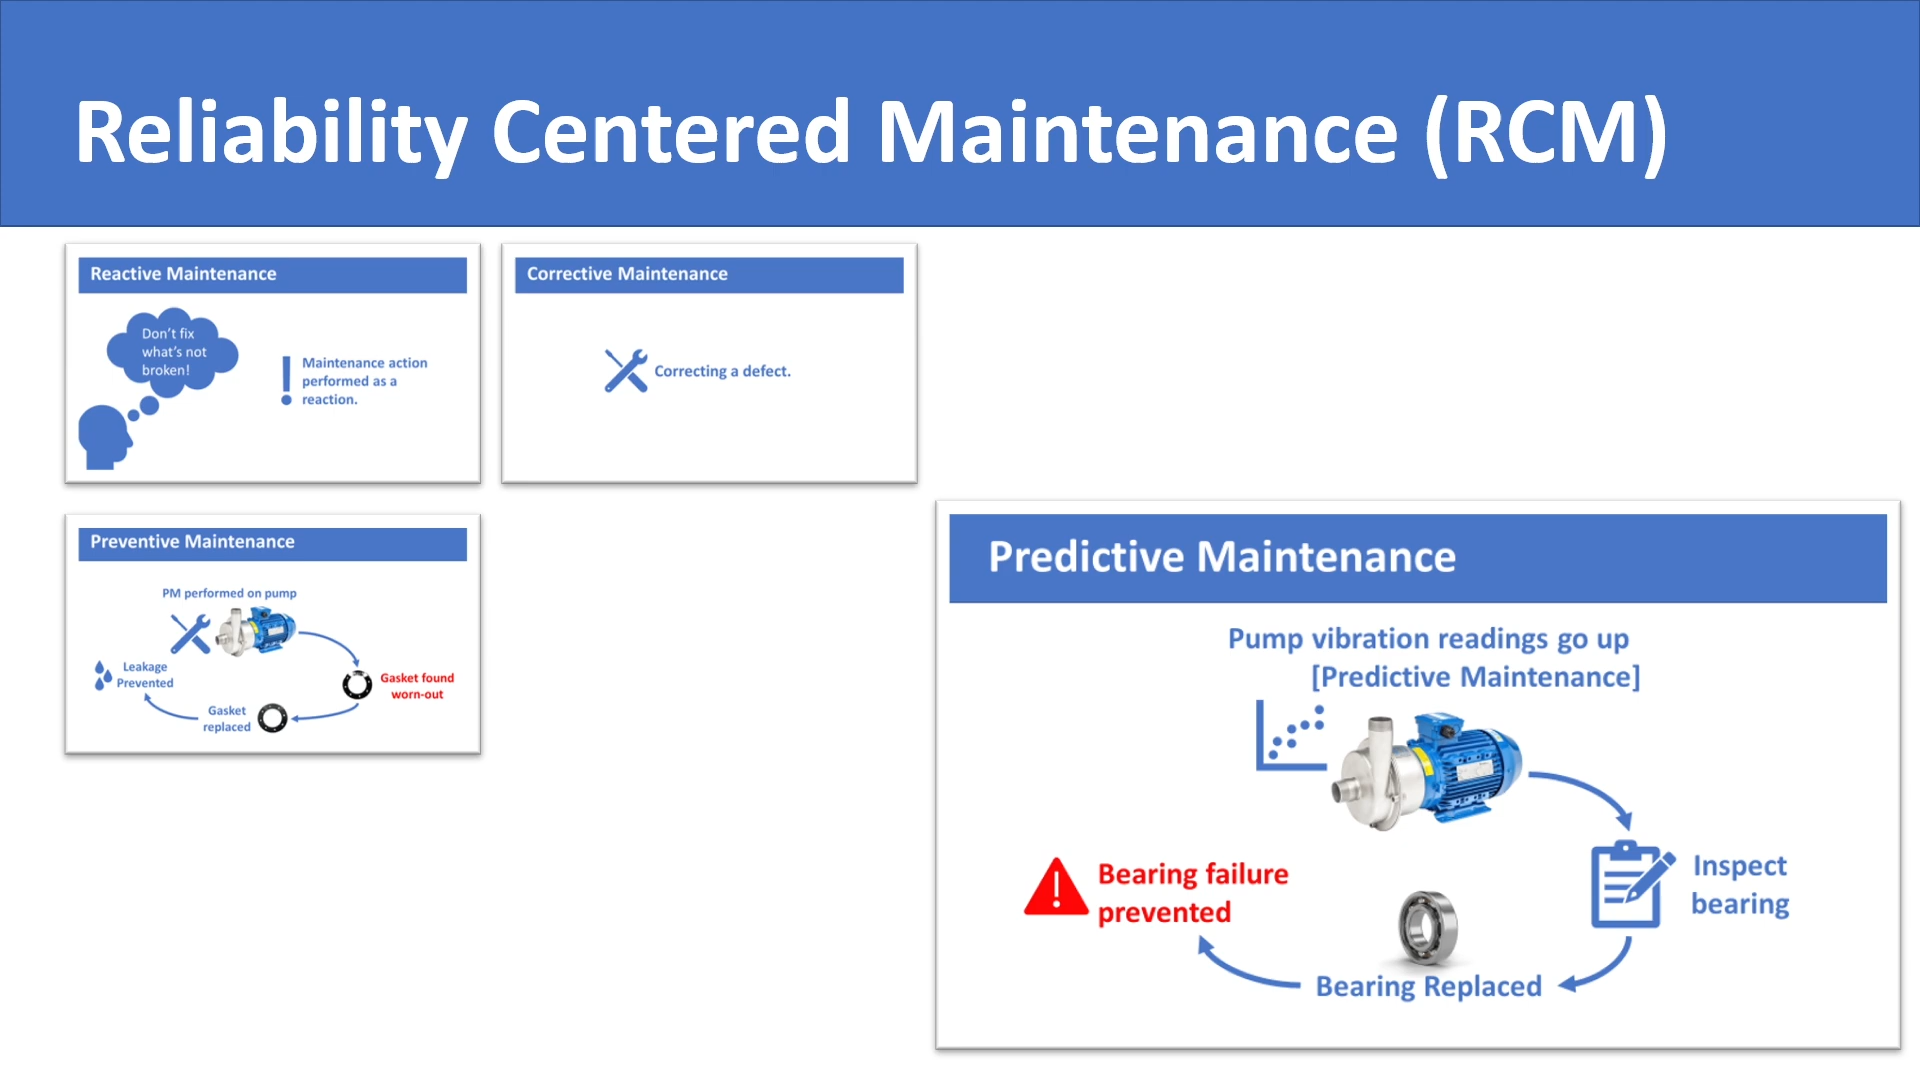 Reliability Centered Maintenance (RCM)
Reactive Maintenance
Don't fix
what's not
broken!
Maintenance action
performed as a
reaction.
Corrective Maintenance
Correcting a defect.
Preventive Maintenance
PM performed on pump
Leakage
Prevented
Gasket found
worn-out
Gasket
replaced
Predictive Maintenance
Pump vibration readings go up
[Predictive Maintenance]
Inspect
bearing
Bearing failure
prevented
Bearing Replaced